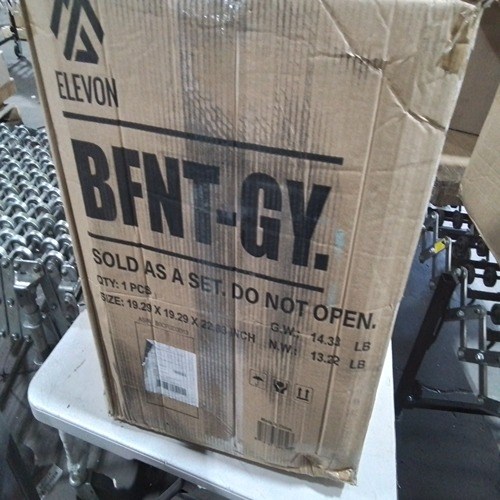 ELEVON
BFNT-GY.
SOLD AS A SET. DO NOT OPEN.
QTY: 1 PCS
SIZE: 19.29 X 19.29 X 22.83 INCH
G.W: 14.33 LB
N.W: 13.22 LB